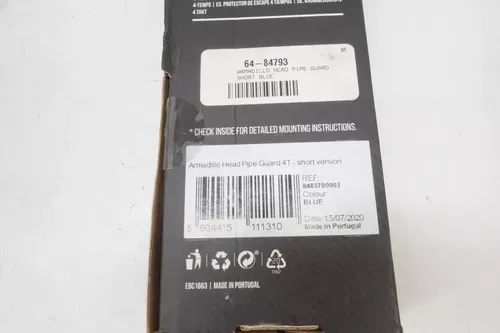 4-TEMPS | ES. PROTECTOR DE ESCAPE 4 TIEMPOS | DE.
4 TAKT
64-84793
ARMADILLO HEAD PIPE GUARD
SHORT BLUE
* CHECK INSIDE FOR DETAILED MOUNTING INSTRUCTIONS.
Armadillo Head Pipe Guard 4T - short version
REF.
8483700003
Colour
BLUE
Date:15/07/2020
Made in Portugal
5 604415 111310
20
PAP
EBC1663 | MADE IN PORTUGAL